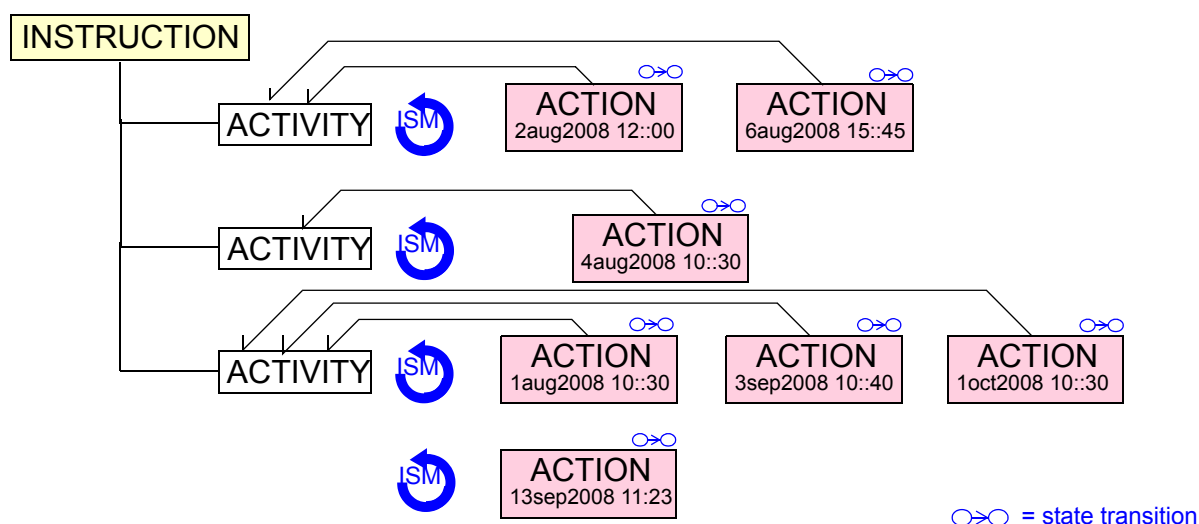 INSTRUCTION
ACTIVITY
ISM
ACTION
2aug2008 12::00
ACTION
6aug2008 15::45
ACTIVITY
ISM
ACTION
4aug2008 10::30
ACTIVITY
ISM
ACTION
1aug2008 10::30
ACTION
3sep2008 10::40
ACTION
1oct2008 10::30
ISM
ACTION
13sep2008 11:23
= state transition